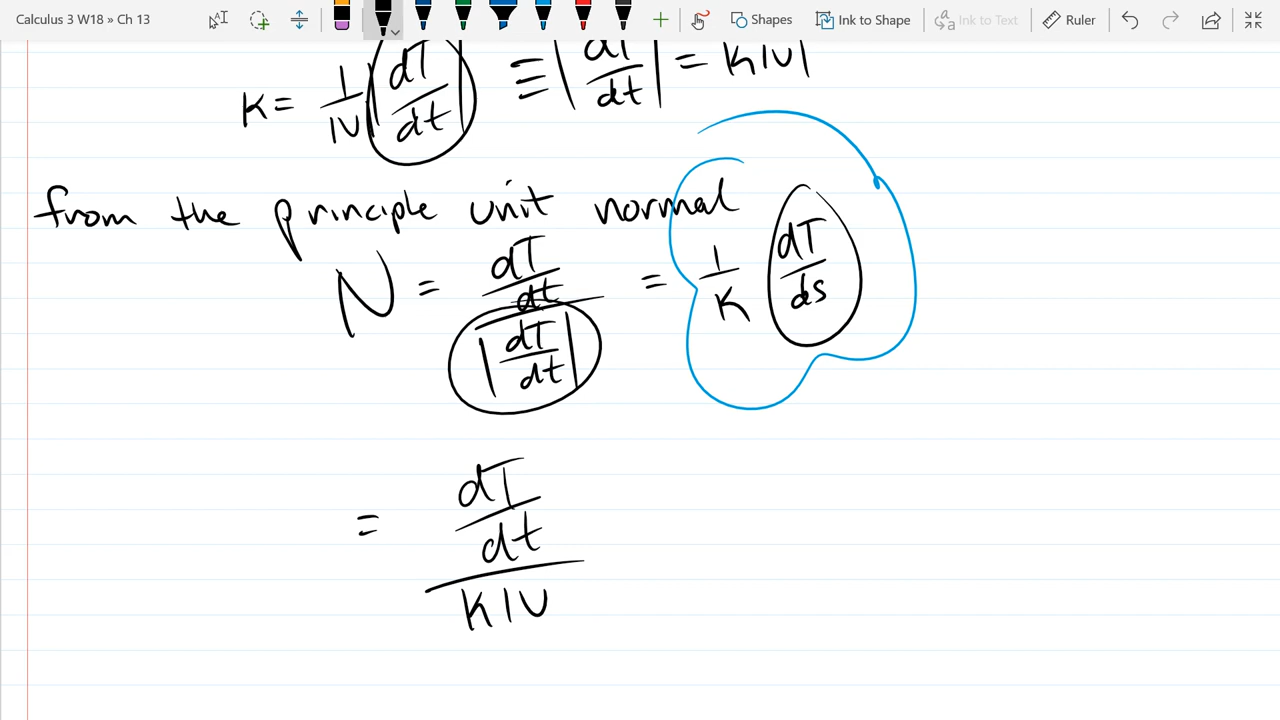 Calculus 3 W18 » Ch 13 Shapes Ink to Shape Ink to Text Ruler
K = 1/|V| |dT/dt| ≡ |dT/dt| = K|V|
from the principle unit normal
N = dT/dt / |dT/dt| = 1/K dT/ds
= dT/dt / K|V